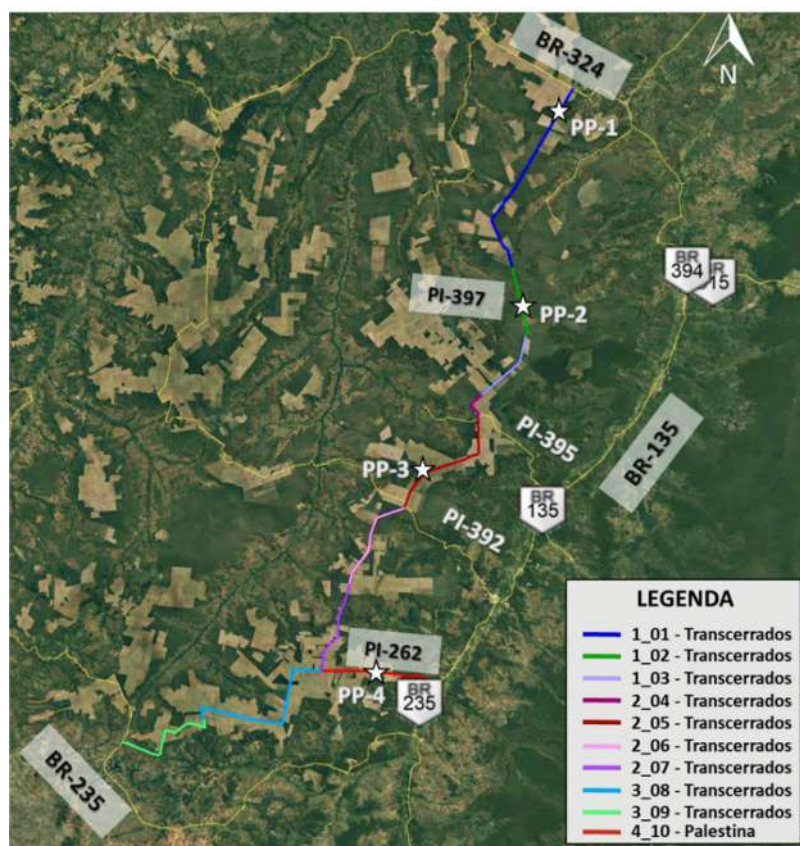 BR-324
N
PP-1
BR
394
BR
15
PI-397
PP-2
PI-395
BR-135
PP-3
BR
135
PI-392
LEGENDA
1_01 - Transcerrados
1_02 - Transcerrados
1_03 - Transcerrados
2_04 - Transcerrados
2_05 - Transcerrados
2_06 - Transcerrados
2_07 - Transcerrados
3_08 - Transcerrados
3_09 - Transcerrados
4_10 - Palestina
PI-262
PP-4
BR
235
BR-235